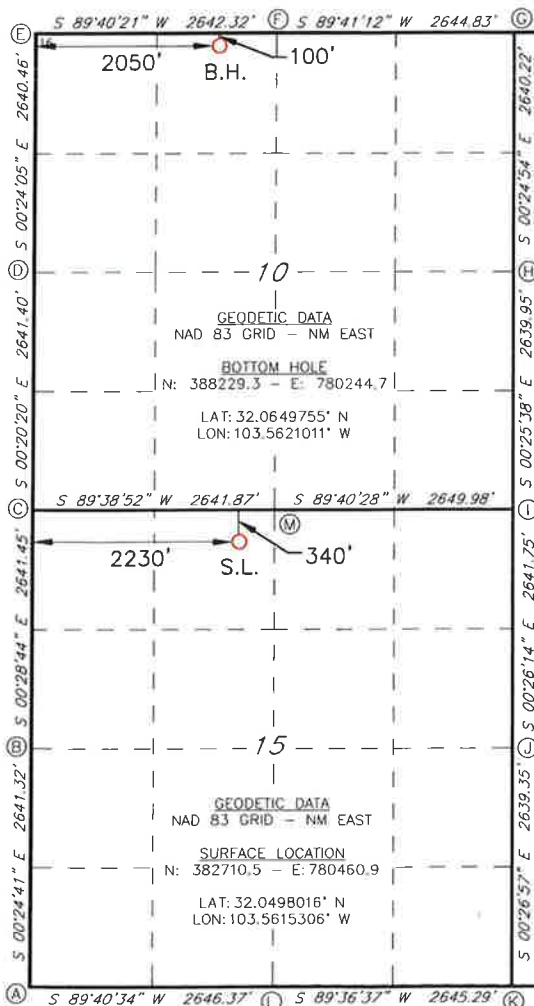 E S 89°40'21" W 2642.32' F S 89°41'12" W 2644.83' G
2050' B.H. 100'
S 00°24'05" E 2640.46'
S 00°24'54" E 2640.22'
D 10 H
GEODETIC DATA
NAD 83 GRID - NM EAST
BOTTOM HOLE
N: 388229.3 - E: 780244.7
LAT: 32.0649755° N
LON: 103.5621011° W
S 00°20'20" E 2641.40'
S 00°25'38" E 2639.95'
C S 89°38'52" W 2641.87' S 89°40'28" W 2649.98' I
M
2230' S.L. 340'
S 00°28'44" E 2641.45'
S 00°26'14" E 2641.75'
B 15 J
GEODETIC DATA
NAD 83 GRID - NM EAST
SURFACE LOCATION
N: 382710.5 - E: 780460.9
LAT: 32.0498016° N
LON: 103.5615306° W
S 00°24'41" E 2641.32'
S 00°26'57" E 2639.35'
A S 89°40'34" W 2646.37' L S 89°36'37" W 2645.29' K